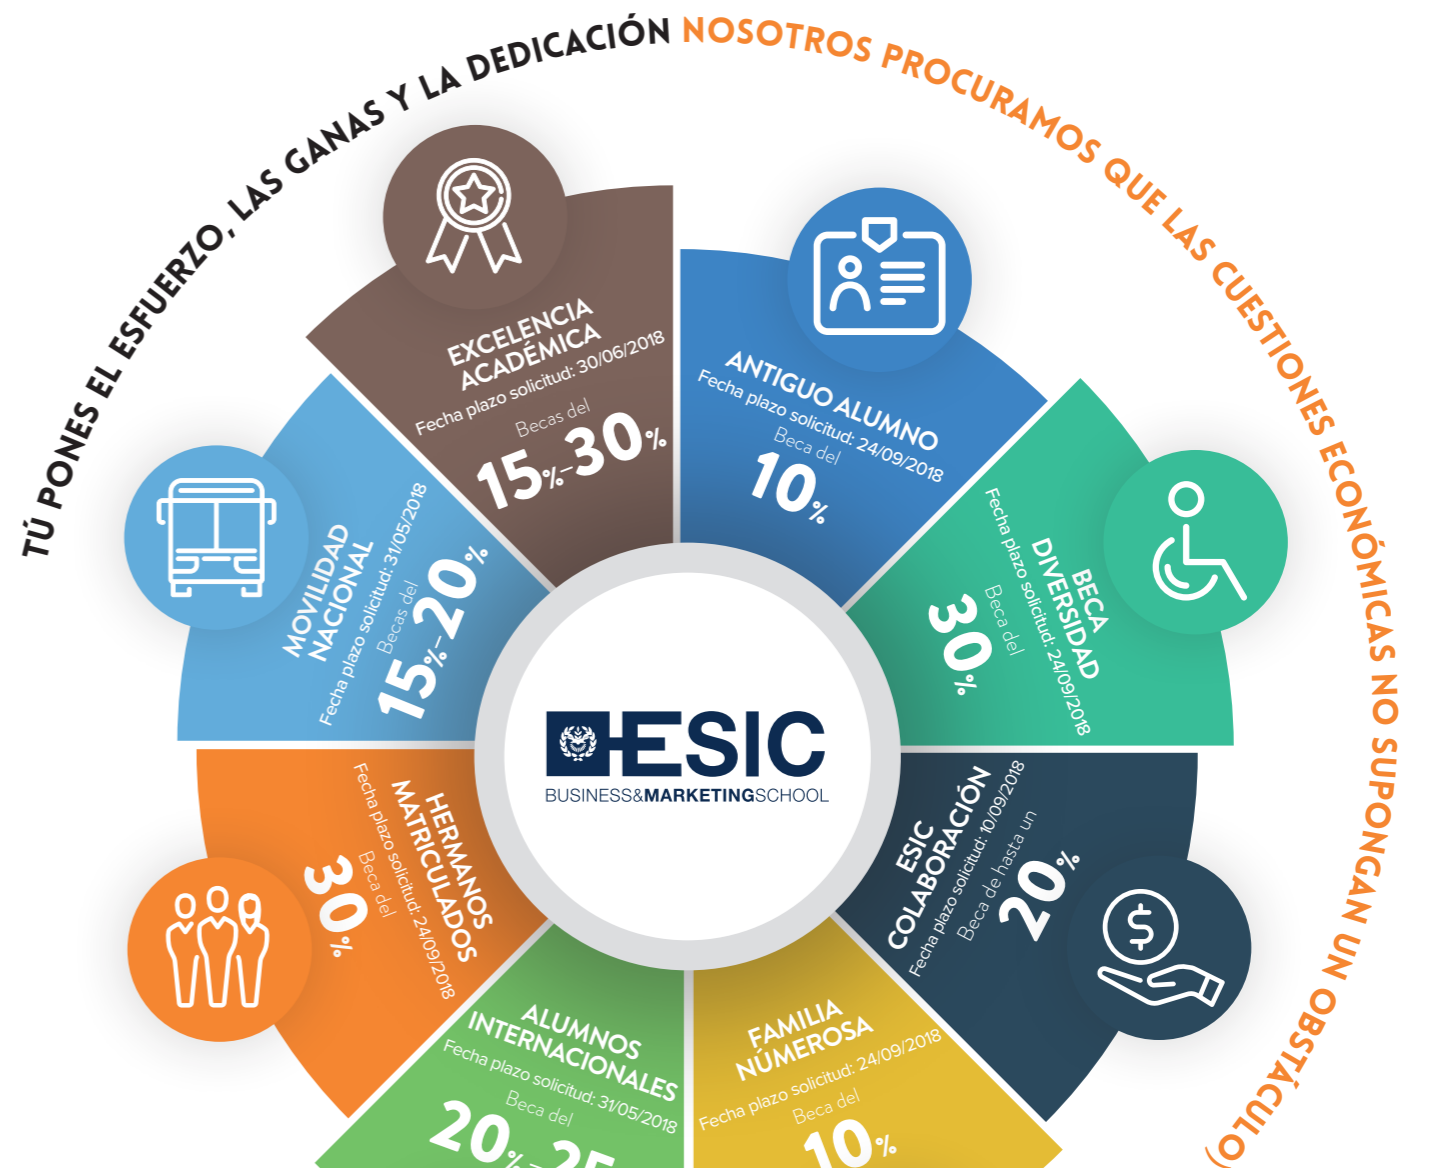 TÚ PONES EL ESFUERZO, LAS GANAS Y LA DEDICACIÓN NOSOTROS PROCURAMOS QUE LAS CUESTIONES ECONÓMICAS NO SUPONGAN UN OBSTÁCULO)
EXCELENCIA
ACADÉMICA
Fecha plazo solicitud: 30/06/2018
Becas del
15%-30%
ANTIGUO ALUMNO
Fecha plazo solicitud: 24/09/2018
Beca del
10%
BECA
DIVERSIDAD
Fecha plazo solicitud: 24/09/2018
Beca del
30%
ESIC
COLABORACIÓN
Fecha plazo solicitud: 10/09/2018
Beca de hasta un
20%
FAMILIA
NÚMEROSA
Fecha plazo solicitud: 24/09/2018
Beca del
10%
ALUMNOS
INTERNACIONALES
Fecha plazo solicitud: 31/05/2018
Beca del
20%-25
HERMANOS
MATRICULADOS
Fecha plazo solicitud: 24/09/2018
Beca del
30%
MOVILIDAD
NACIONAL
Fecha plazo solicitud: 31/05/2018
Becas del
15%-20%
ESIC
BUSINESS&MARKETINGSCHOOL